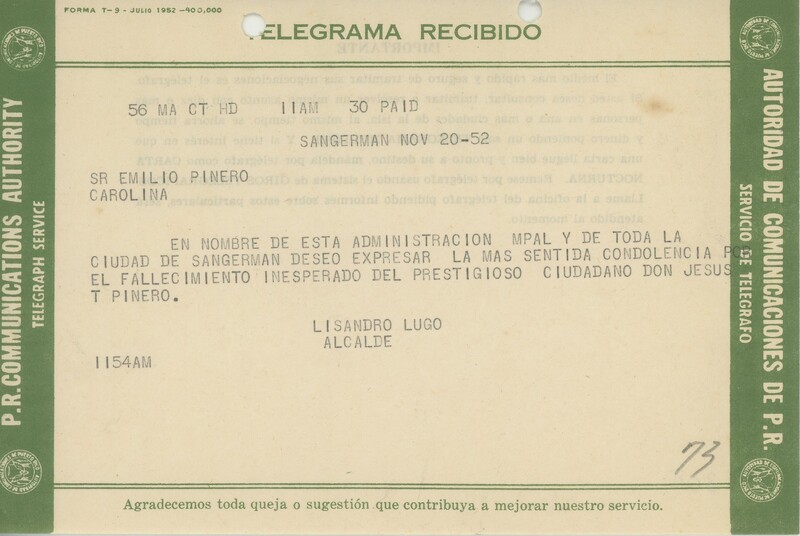 FORMA T-9 - JULIO 1952 -400,000
TELEGRAMA RECIBIDO
56 MA CT HD 11AM 30 PAID
SANGERMAN NOV 20-52
SR EMILIO PINERO
CAROLINA
EN NOMBRE DE ESTA ADMINISTRACION MPAL Y DE TODA LA
CIUDAD DE SANGERMAN DESEO EXPRESAR LA MAS SENTIDA CONDOLENCIA POR
EL FALLECIMIENTO INESPERADO DEL PRESTIGIOSO CIUDADANO DON JESUS
T PINERO.
LISANDRO LUGO
ALCALDE
1154AM
73
Agradecemos toda queja o sugestión que contribuya a mejorar nuestro servicio.
P.R. COMMUNICATIONS AUTHORITY
TELEGRAPH SERVICE
AUTORIDAD DE COMUNICACIONES DE P.R.
SERVICIO DE TELEGRAFO